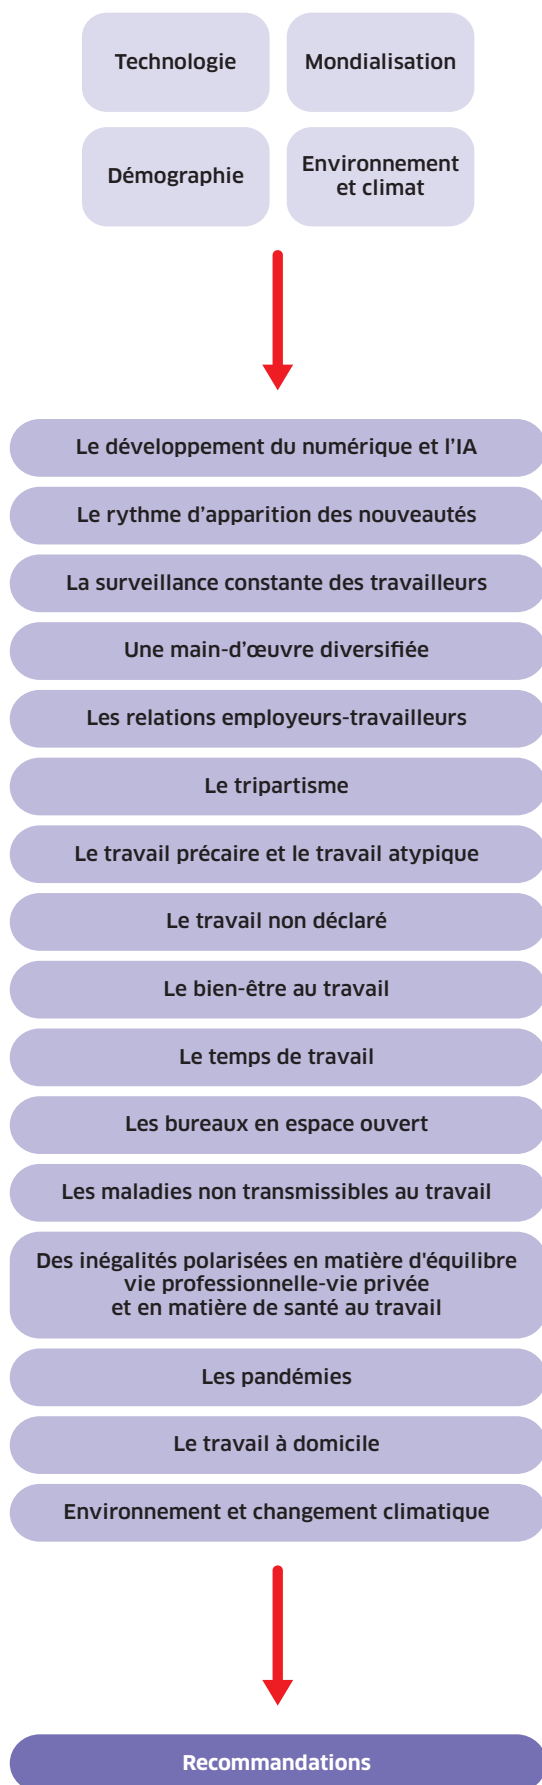 Technologie
Mondialisation
Démographie
Environnement
et climat
Le développement du numérique et l’IA
Le rythme d’apparition des nouveautés
La surveillance constante des travailleurs
Une main-d’œuvre diversifiée
Les relations employeurs-travailleurs
Le tripartisme
Le travail précaire et le travail atypique
Le travail non déclaré
Le bien-être au travail
Le temps de travail
Les bureaux en espace ouvert
Les maladies non transmissibles au travail
Des inégalités polarisées en matière d'équilibre
vie professionnelle-vie privée
et en matière de santé au travail
Les pandémies
Le travail à domicile
Environnement et changement climatique
Recommandations